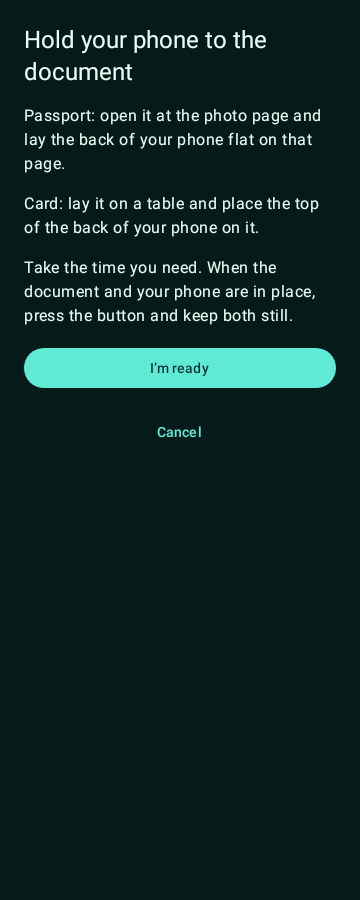 Hold your phone to the
document
Passport: open it at the photo page and
lay the back of your phone flat on that
page.
Card: lay it on a table and place the top
of the back of your phone on it.
Take the time you need. When the
document and your phone are in place,
press the button and keep both still.
I’m ready
Cancel